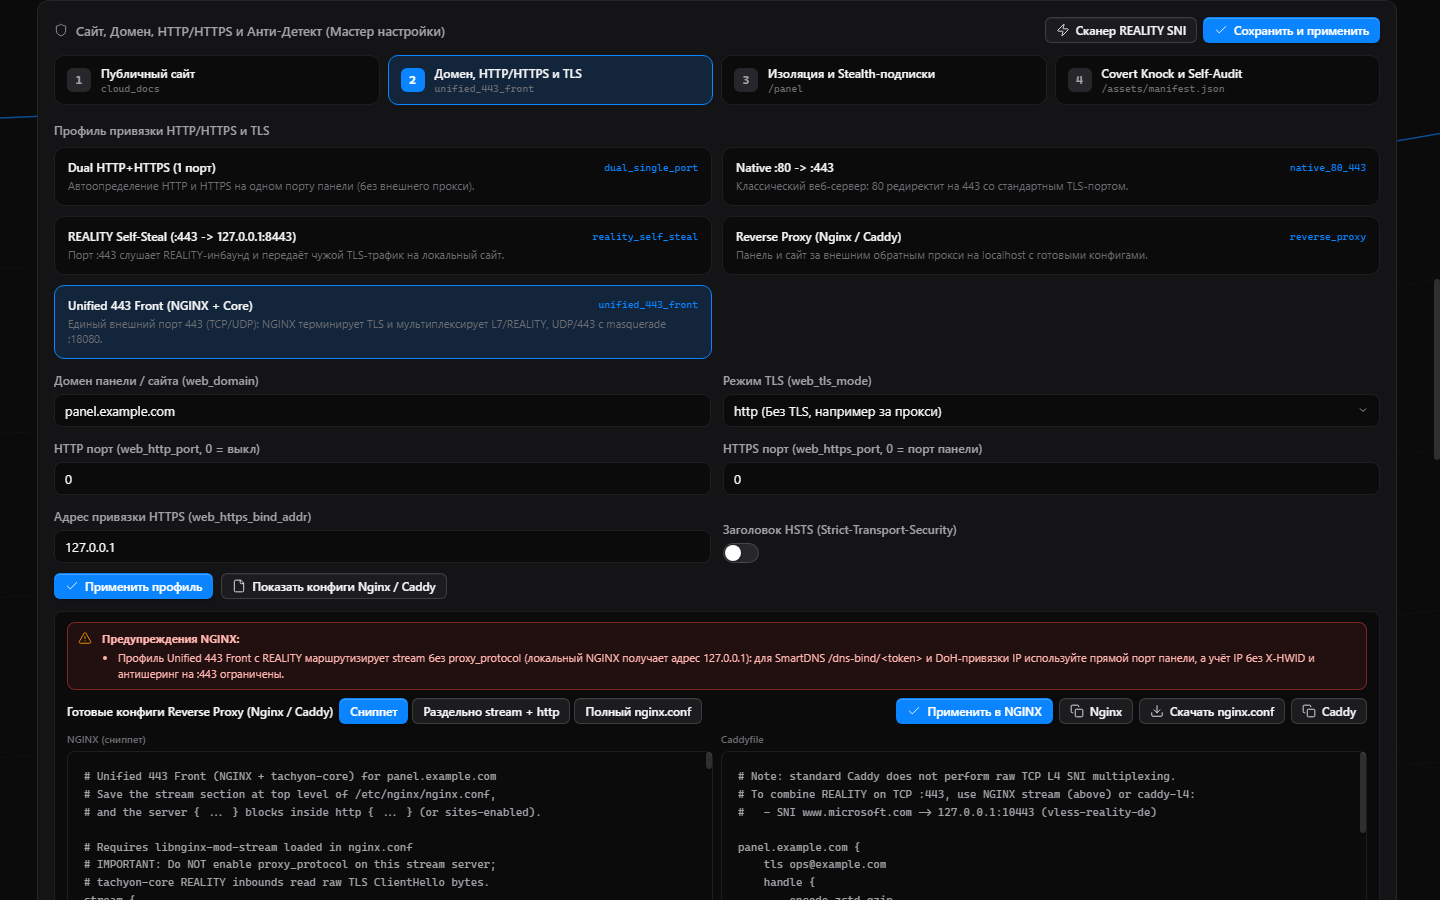 Сайт, Домен, HTTP/HTTPS и Анти-Детект (Мастер настройки)
Сканер REALITY SNI
Сохранить и применить
1
Публичный сайт
cloud_docs
2
Домен, HTTP/HTTPS и TLS
unified_443_front
3
Изоляция и Stealth-подписки
/panel
4
Covert Knock и Self-Audit
/assets/manifest.json
Профиль привязки HTTP/HTTPS и TLS
Dual HTTP+HTTPS (1 порт)
dual_single_port
Автоопределение HTTP и HTTPS на одном порту панели (без внешнего прокси).
Native :80 -> :443
native_80_443
Классический веб-сервер: 80 редиректит на 443 со стандартным TLS-портом.
REALITY Self-Steal (:443 -> 127.0.0.1:8443)
reality_self_steal
Порт :443 слушает REALITY-инбаунд и передаёт чужой TLS-трафик на локальный сайт.
Reverse Proxy (Nginx / Caddy)
reverse_proxy
Панель и сайт за внешним обратным прокси на localhost с готовыми конфигами.
Unified 443 Front (NGINX + Core)
unified_443_front
Единый внешний порт 443 (TCP/UDP): NGINX терминирует TLS и мультиплексирует L7/REALITY, UDP/443 с masquerade
:18080.
Домен панели / сайта (web_domain)
panel.example.com
Режим TLS (web_tls_mode)
http (Без TLS, например за прокси)
HTTP порт (web_http_port, 0 = выкл)
0
HTTPS порт (web_https_port, 0 = порт панели)
0
Адрес привязки HTTPS (web_https_bind_addr)
127.0.0.1
Заголовок HSTS (Strict-Transport-Security)
Применить профиль
Показать конфиги Nginx / Caddy
Предупреждения NGINX:
• Профиль Unified 443 Front с REALITY маршрутизирует stream без proxy_protocol (локальный NGINX получает адрес 127.0.0.1): для SmartDNS /dns-bind/<token> и DoH-привязки IP используйте прямой порт панели, а учёт IP без X-HWID и
антишеринг на :443 ограничены.
Готовые конфиги Reverse Proxy (Nginx / Caddy)
Сниппет
Раздельно stream + http
Полный nginx.conf
Применить в NGINX
Nginx
Скачать nginx.conf
Caddy
NGINX (сниппет)
# Unified 443 Front (NGINX + tachyon-core) for panel.example.com
# Save the stream section at top level of /etc/nginx/nginx.conf,
# and the server { ... } blocks inside http { ... } (or sites-enabled).
# Requires libnginx-mod-stream loaded in nginx.conf
# IMPORTANT: Do NOT enable proxy_protocol on this stream server;
# tachyon-core REALITY inbounds read raw TLS ClientHello bytes.
stream {
Caddyfile
# Note: standard Caddy does not perform raw TCP L4 SNI multiplexing.
# To combine REALITY on TCP :443, use NGINX stream (above) or caddy-l4:
#   - SNI www.microsoft.com -> 127.0.0.1:10443 (vless-reality-de)
panel.example.com {
tls ops@example.com
handle {
encode zstd gzip